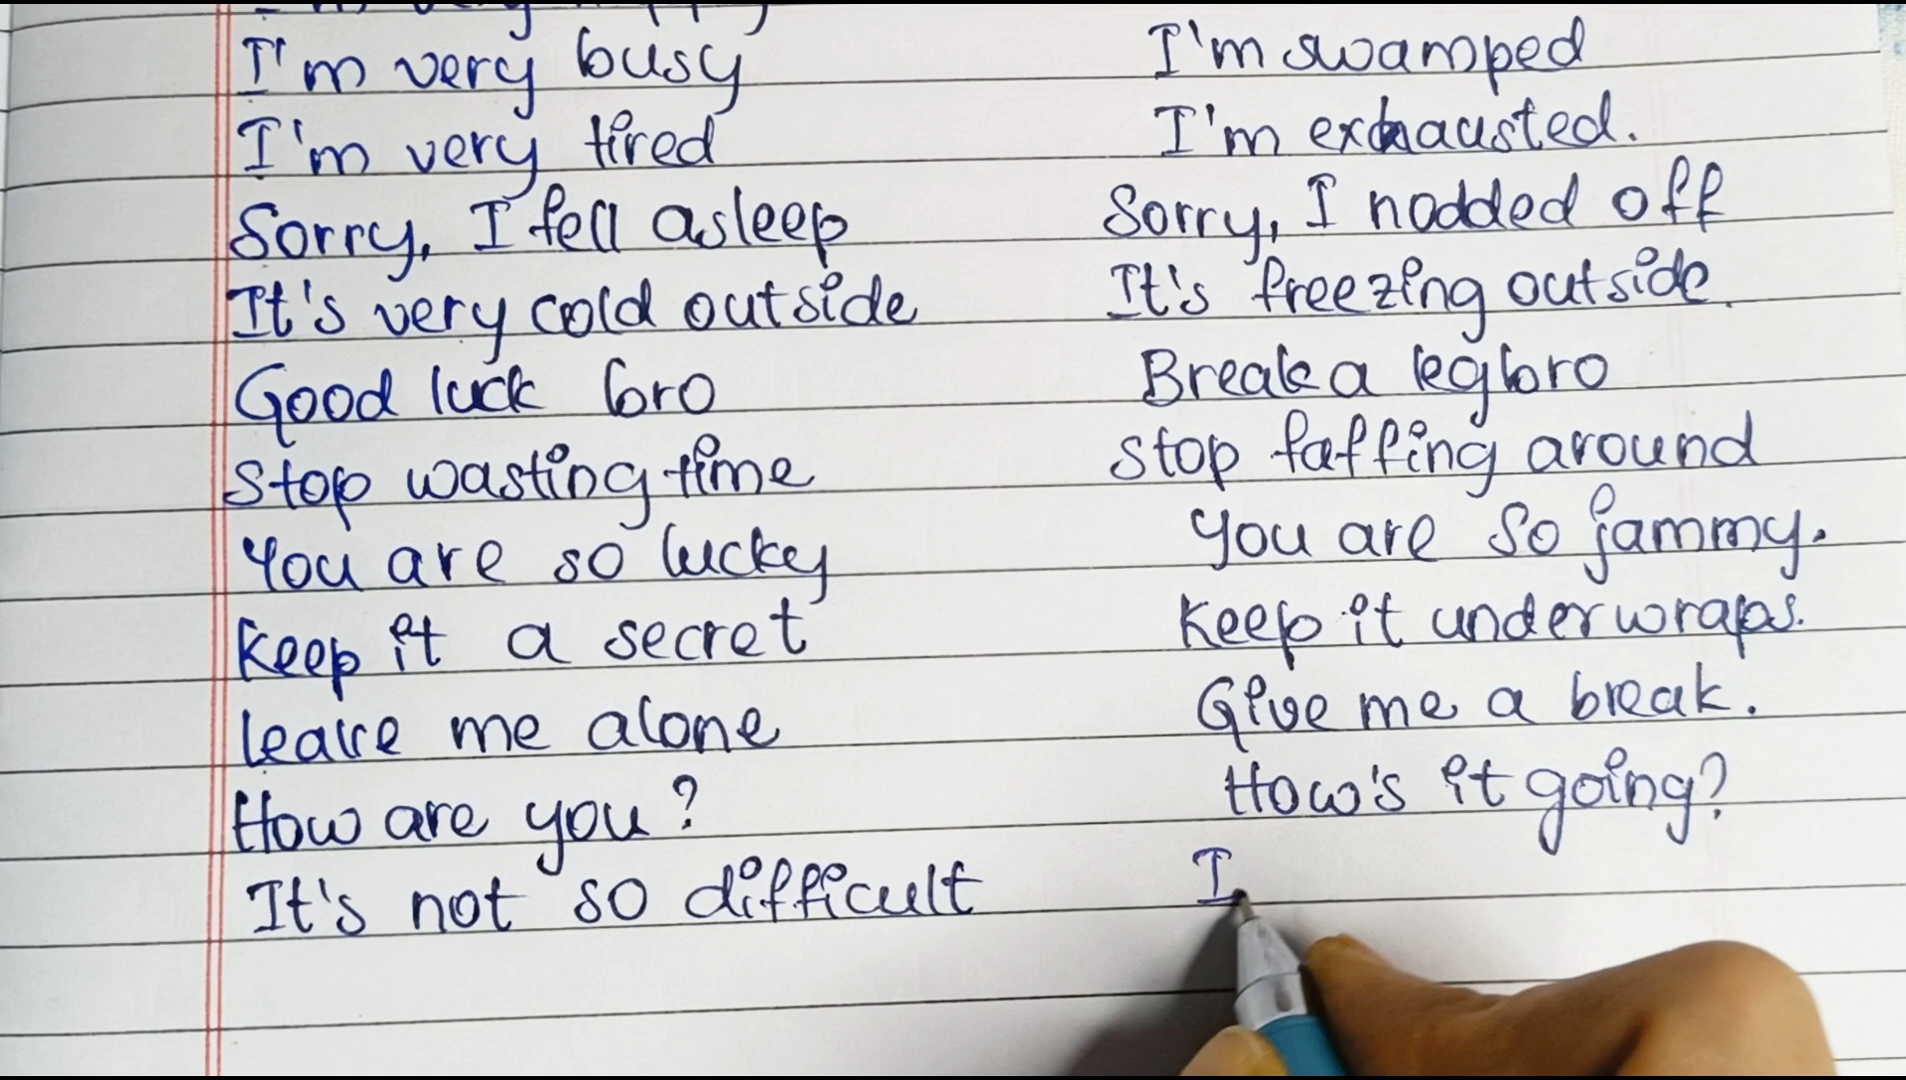 I'm very busy I'm swamped
I'm very tired I'm exhausted.
Sorry, I fell asleep Sorry, I nodded off
It's very cold outside It's freezing outside.
Good luck bro Break a leg bro
Stop wasting time Stop faffing around
You are so lucky You are so jammy.
Keep it a secret Keep it under wraps.
Leave me alone Give me a break.
How are you? How's it going?
It's not so difficult I